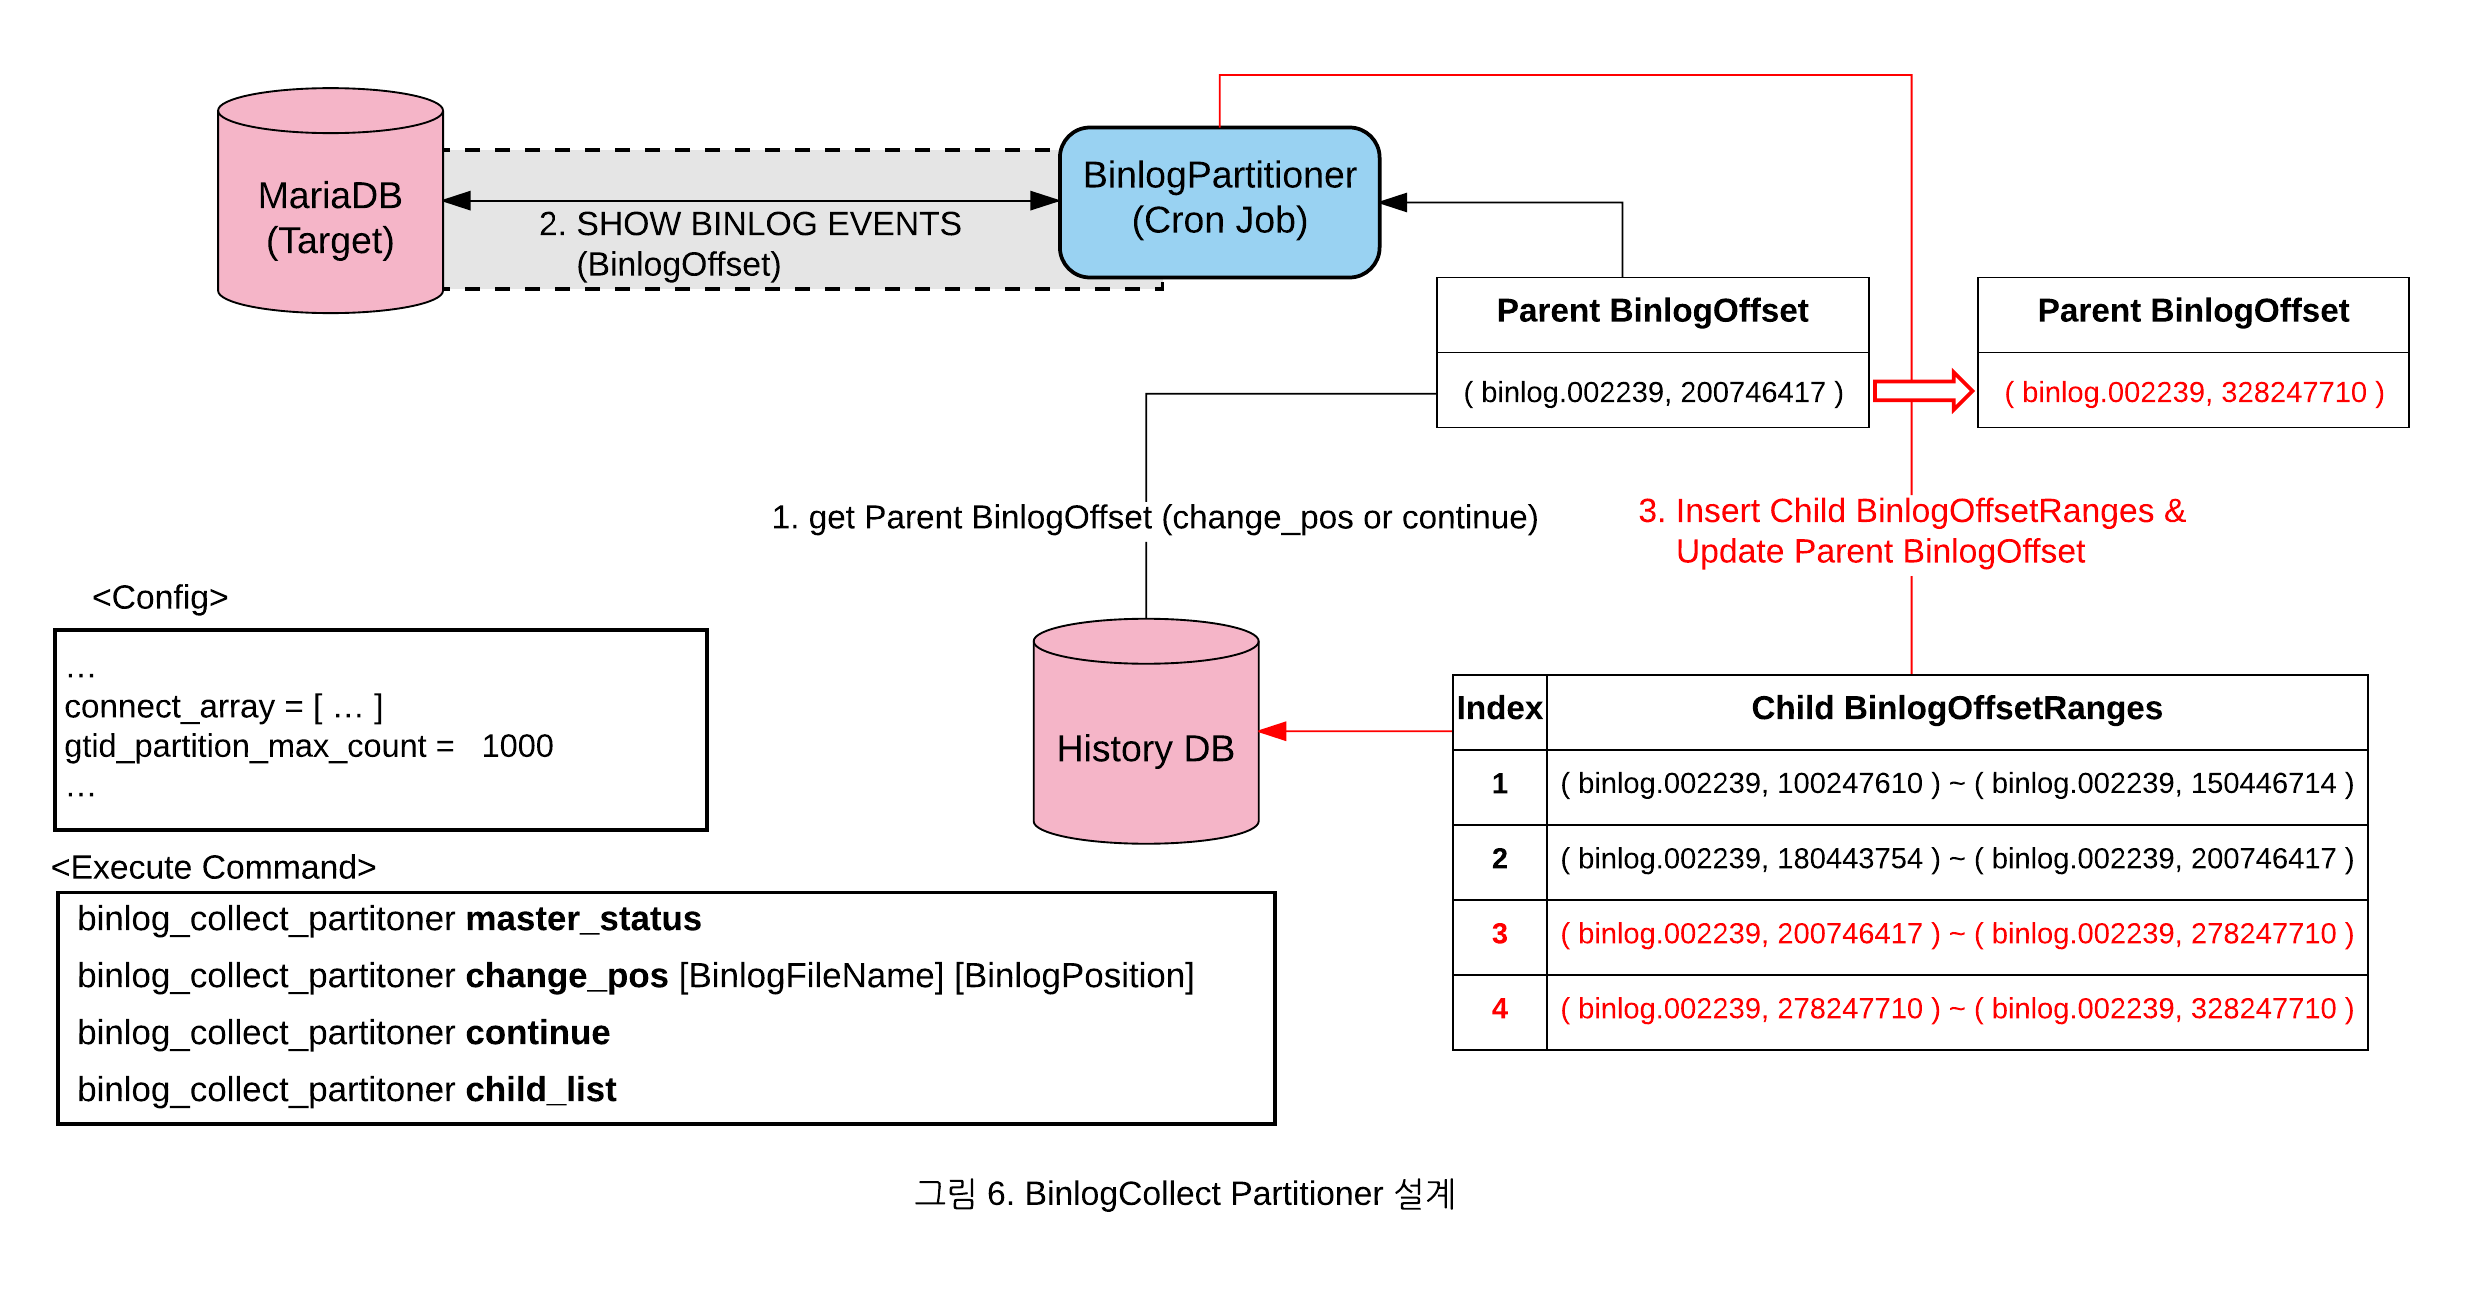 MariaDB
(Target)
2. SHOW BINLOG EVENTS
(BinlogOffset)
BinlogPartitioner
(Cron Job)
Parent BinlogOffset
( binlog.002239, 200746417 )
Parent BinlogOffset
( binlog.002239, 328247710 )
1. get Parent BinlogOffset (change_pos or continue)
3. Insert Child BinlogOffsetRanges &
Update Parent BinlogOffset
<Config>
…
connect_array = [ … ]
gtid_partition_max_count = 1000
…
History DB
Index Child BinlogOffsetRanges
1 ( binlog.002239, 100247610 ) ~ ( binlog.002239, 150446714 )
2 ( binlog.002239, 180443754 ) ~ ( binlog.002239, 200746417 )
3 ( binlog.002239, 200746417 ) ~ ( binlog.002239, 278247710 )
4 ( binlog.002239, 278247710 ) ~ ( binlog.002239, 328247710 )
<Execute Command>
binlog_collect_partitoner master_status
binlog_collect_partitoner change_pos [BinlogFileName] [BinlogPosition]
binlog_collect_partitoner continue
binlog_collect_partitoner child_list
그림 6. BinlogCollect Partitioner 설계